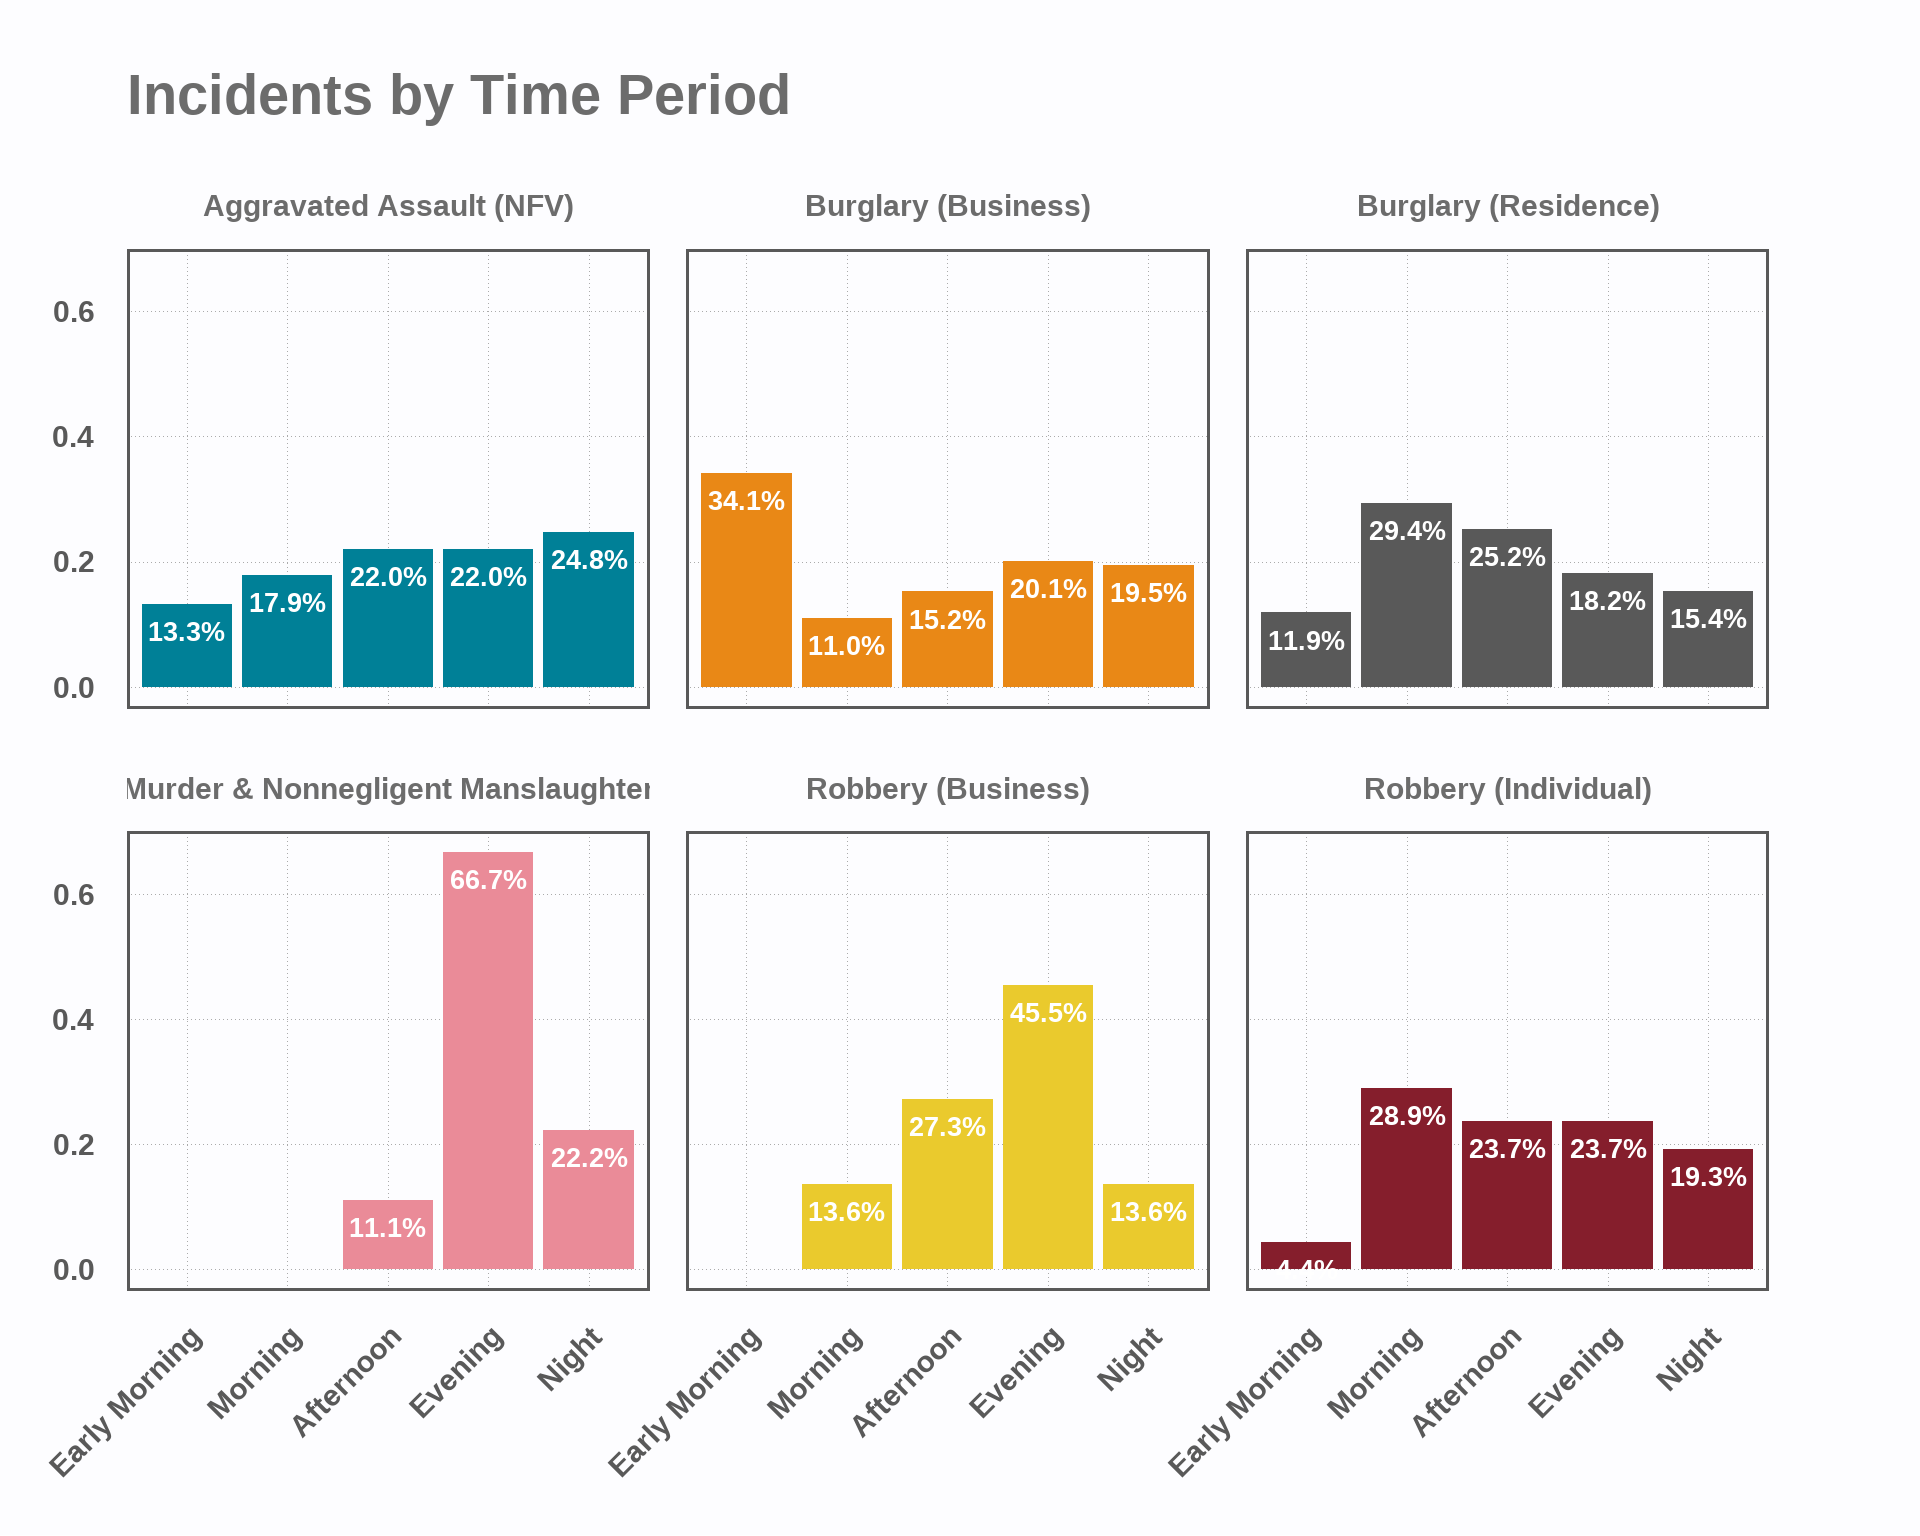 Incidents by Time Period
Aggravated Assault (NFV)
Burglary (Business)
Burglary (Residence)
0.6
0.4
0.2
0.0
13.3%
17.9%
22.0%
22.0%
24.8%
34.1%
11.0%
15.2%
20.1%
19.5%
11.9%
29.4%
25.2%
18.2%
15.4%
Murder & Nonnegligent Manslaughter
Robbery (Business)
Robbery (Individual)
0.6
0.4
0.2
0.0
11.1%
66.7%
22.2%
13.6%
27.3%
45.5%
13.6%
4.4%
28.9%
23.7%
23.7%
19.3%
Early Morning
Morning
Afternoon
Evening
Night
Early Morning
Morning
Afternoon
Evening
Night
Early Morning
Morning
Afternoon
Evening
Night